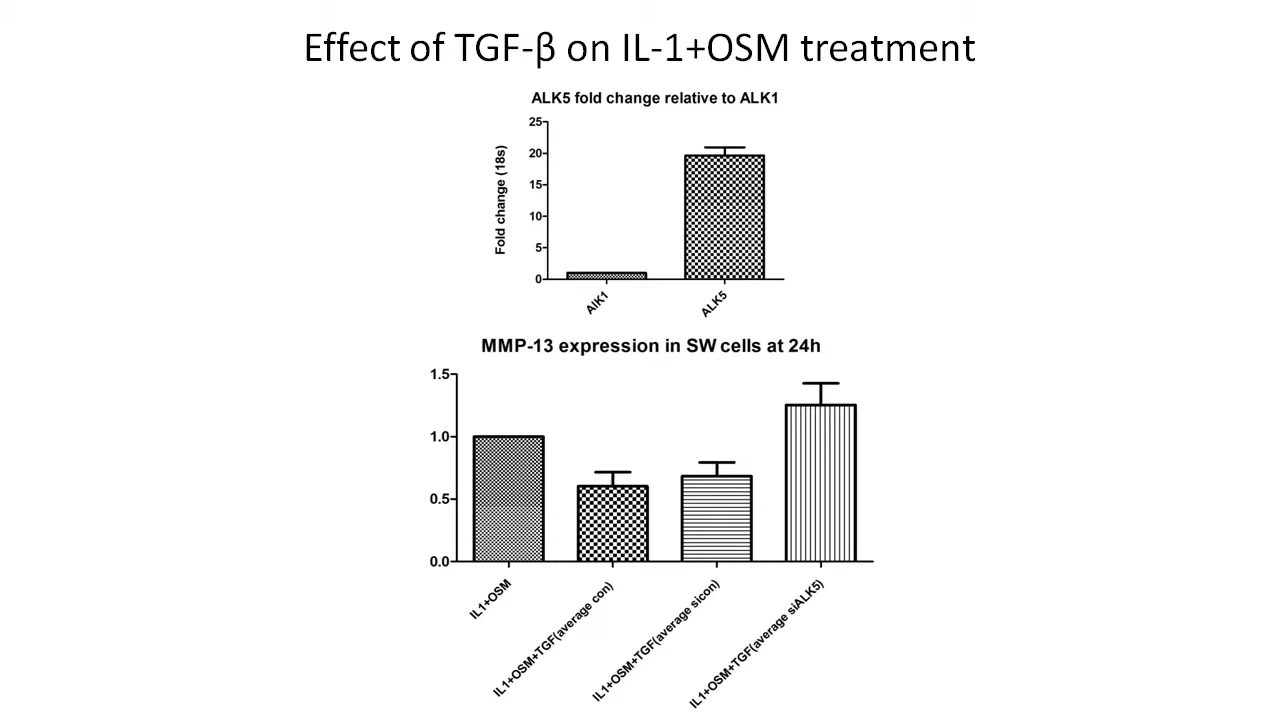 Effect of TGF-β on IL-1+OSM treatment
ALK5 fold change relative to ALK1
Fold change (18s)
25
20
15
10
5
0
AlK1
ALK5
MMP-13 expression in SW cells at 24h
1.5
1.0
0.5
0.0
IL1+OSM
IL1+OSM+TGF(average con)
IL1+OSM+TGF(average sicon)
IL1+OSM+TGF(average siALK5)